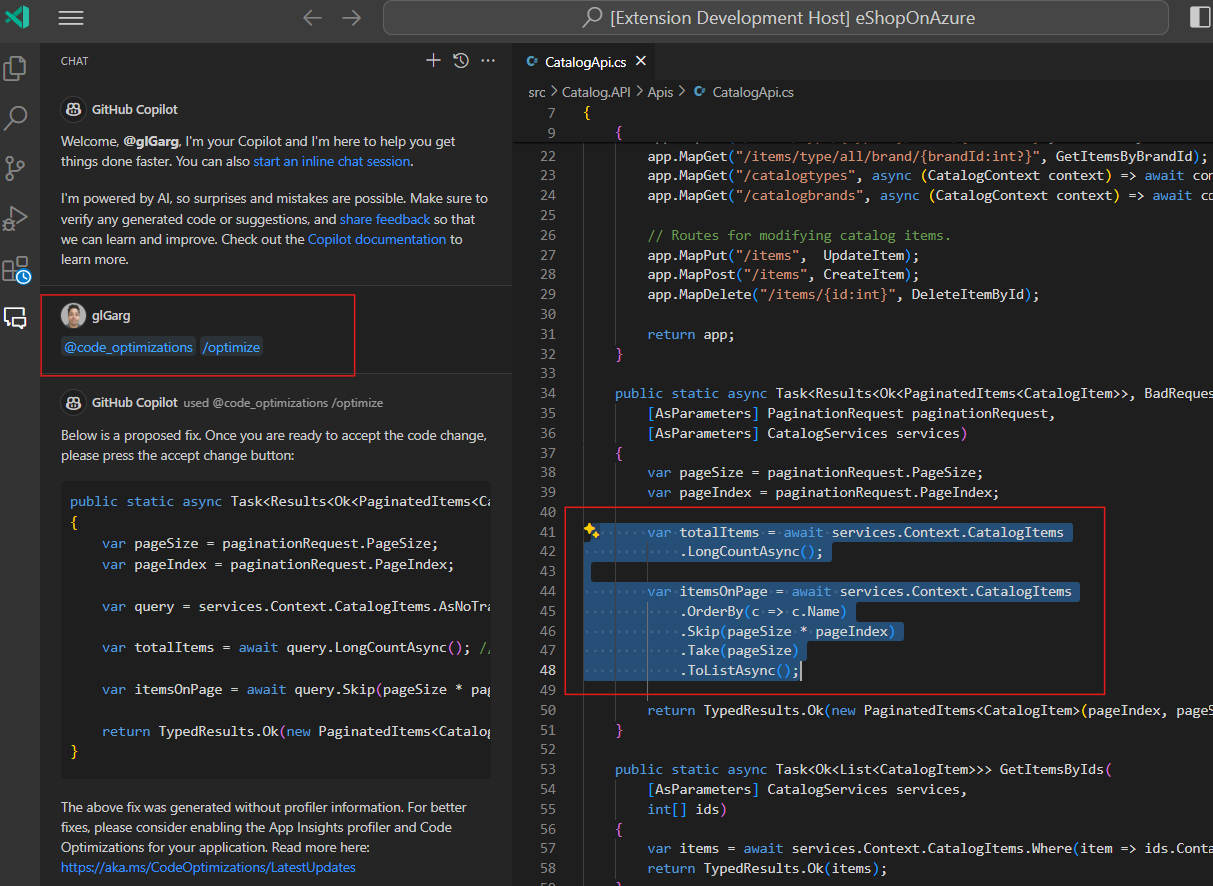 [Extension Development Host] eShopOnAzure
CHAT
GitHub Copilot
Welcome, @glGarg, I'm your Copilot and I'm here to help you get
things done faster. You can also start an inline chat session.
I'm powered by AI, so surprises and mistakes are possible. Make sure to
verify any generated code or suggestions, and share feedback so that
we can learn and improve. Check out the Copilot documentation to
learn more.
glGarg
@code_optimizations /optimize
GitHub Copilot used @code_optimizations /optimize
Below is a proposed fix. Once you are ready to accept the code change,
please press the accept change button:
public static async Task<Results<Ok<PaginatedItems<Ca
{
var pageSize = paginationRequest.PageSize;
var pageIndex = paginationRequest.PageIndex;
var query = services.Context.CatalogItems.AsNoTra
var totalItems = await query.LongCountAsync(); //
var itemsOnPage = await query.Skip(pageSize * pag
return TypedResults.Ok(new PaginatedItems<Catalog
}
The above fix was generated without profiler information. For better
fixes, please consider enabling the App Insights profiler and Code
Optimizations for your application. Read more here:
https://aka.ms/CodeOptimizations/LatestUpdates
CatalogApi.cs
src > Catalog.API > Apis > CatalogApi.cs
7 {
9 {
22 app.MapGet("/items/type/all/brand/{brandId:int?}", GetItemsByBrandId);
23 app.MapGet("/catalogtypes", async (CatalogContext context) => await con
24 app.MapGet("/catalogbrands", async (CatalogContext context) => await co
25
26 // Routes for modifying catalog items.
27 app.MapPut("/items", UpdateItem);
28 app.MapPost("/items", CreateItem);
29 app.MapDelete("/items/{id:int}", DeleteItemById);
30
31 return app;
32 }
33
34 public static async Task<Results<Ok<PaginatedItems<CatalogItem>>, BadReques
35 [AsParameters] PaginationRequest paginationRequest,
36 [AsParameters] CatalogServices services)
37 {
38 var pageSize = paginationRequest.PageSize;
39 var pageIndex = paginationRequest.PageIndex;
40
41 var totalItems = await services.Context.CatalogItems
42 .LongCountAsync();
43
44 var itemsOnPage = await services.Context.CatalogItems
45 .OrderBy(c => c.Name)
46 .Skip(pageSize * pageIndex)
47 .Take(pageSize)
48 .ToListAsync();
49
50 return TypedResults.Ok(new PaginatedItems<CatalogItem>(pageIndex, pageS
51 }
52
53 public static async Task<Ok<List<CatalogItem>>> GetItemsByIds(
54 [AsParameters] CatalogServices services,
55 int[] ids)
56 {
57 var items = await services.Context.CatalogItems.Where(item => ids.Conta
58 return TypedResults.Ok(items);